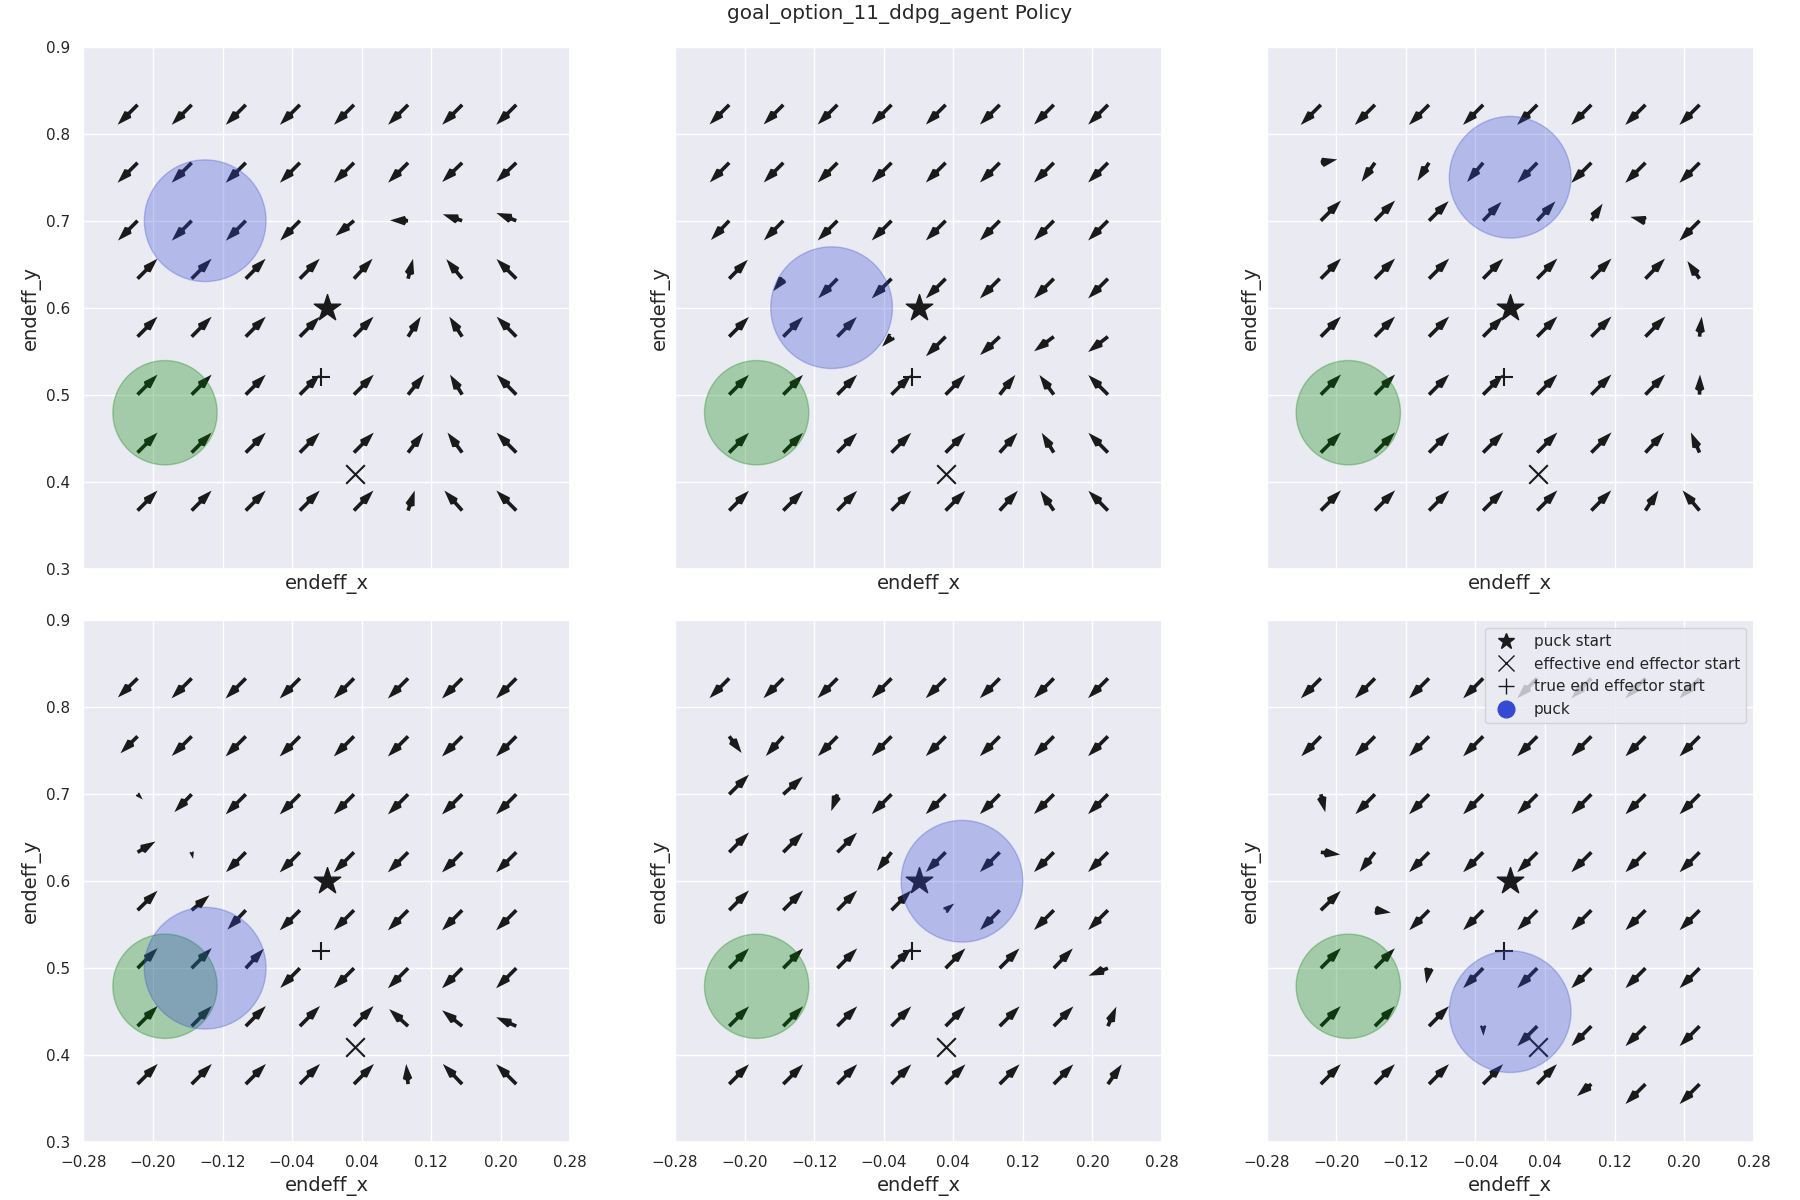 goal_option_11_ddpg_agent Policy
0.9
0.8
0.7
0.6
0.5
0.4
0.3
endeff_y
endeff_x
endeff_y
endeff_x
endeff_y
endeff_x
0.9
0.8
0.7
0.6
0.5
0.4
0.3
endeff_y
−0.28 −0.20 −0.12 −0.04 0.04 0.12 0.20 0.28
endeff_x
endeff_y
−0.28 −0.20 −0.12 −0.04 0.04 0.12 0.20 0.28
endeff_x
puck start
effective end effector start
true end effector start
puck
endeff_y
−0.28 −0.20 −0.12 −0.04 0.04 0.12 0.20 0.28
endeff_x